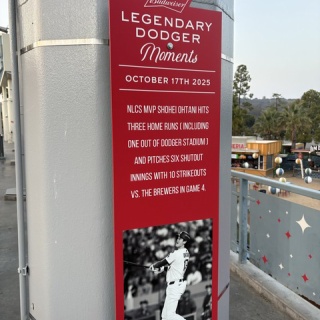 Budweiser
LEGENDARY
DODGER
Moments
OCTOBER 17TH 2025
NLCS MVP SHOHEI OHTANI HITS
THREE HOME RUNS (INCLUDING
ONE OUT OF DODGER STADIUM)
AND PITCHES SIX SHUTOUT
INNINGS WITH 10 STRIKEOUTS
VS. THE BREWERS IN GAME 4.